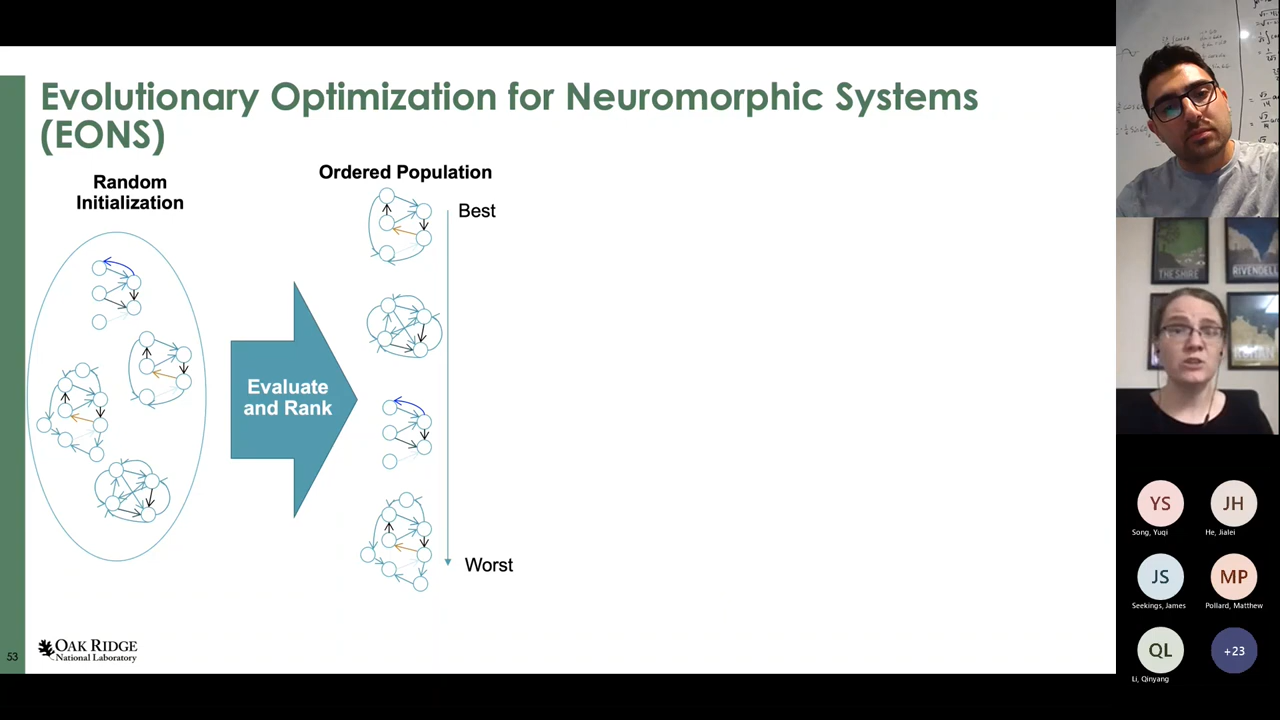 Evolutionary Optimization for Neuromorphic Systems
(EONS)
Random
Initialization
Ordered Population
Best
Evaluate
and Rank
Worst
53
OAK RIDGE
National Laboratory
THE SHIRE
RIVENDELL
YS
Song, Yuqi
JH
He, Jialei
JS
Seekings, James
MP
Pollard, Matthew
QL
Li, Qinyang
+23